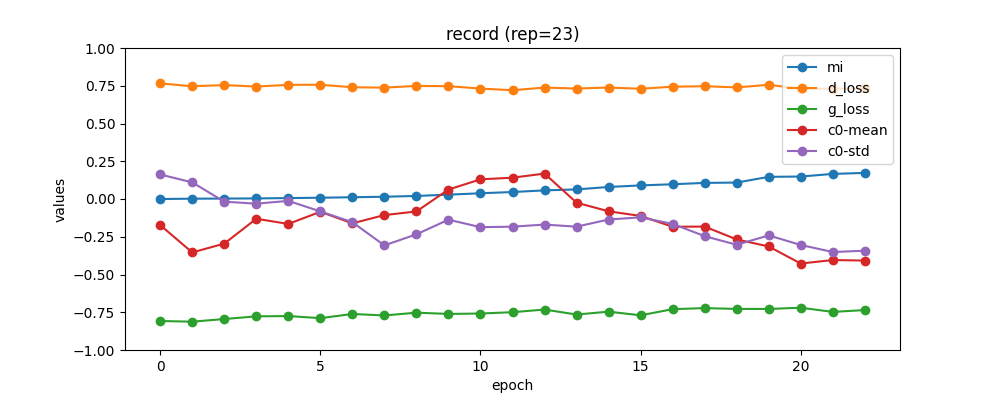 record (rep=23)
1.00
0.75
0.50
0.25
0.00
−0.25
−0.50
−0.75
−1.00
values
0
5
10
15
20
epoch
mi
d_loss
g_loss
c0-mean
c0-std